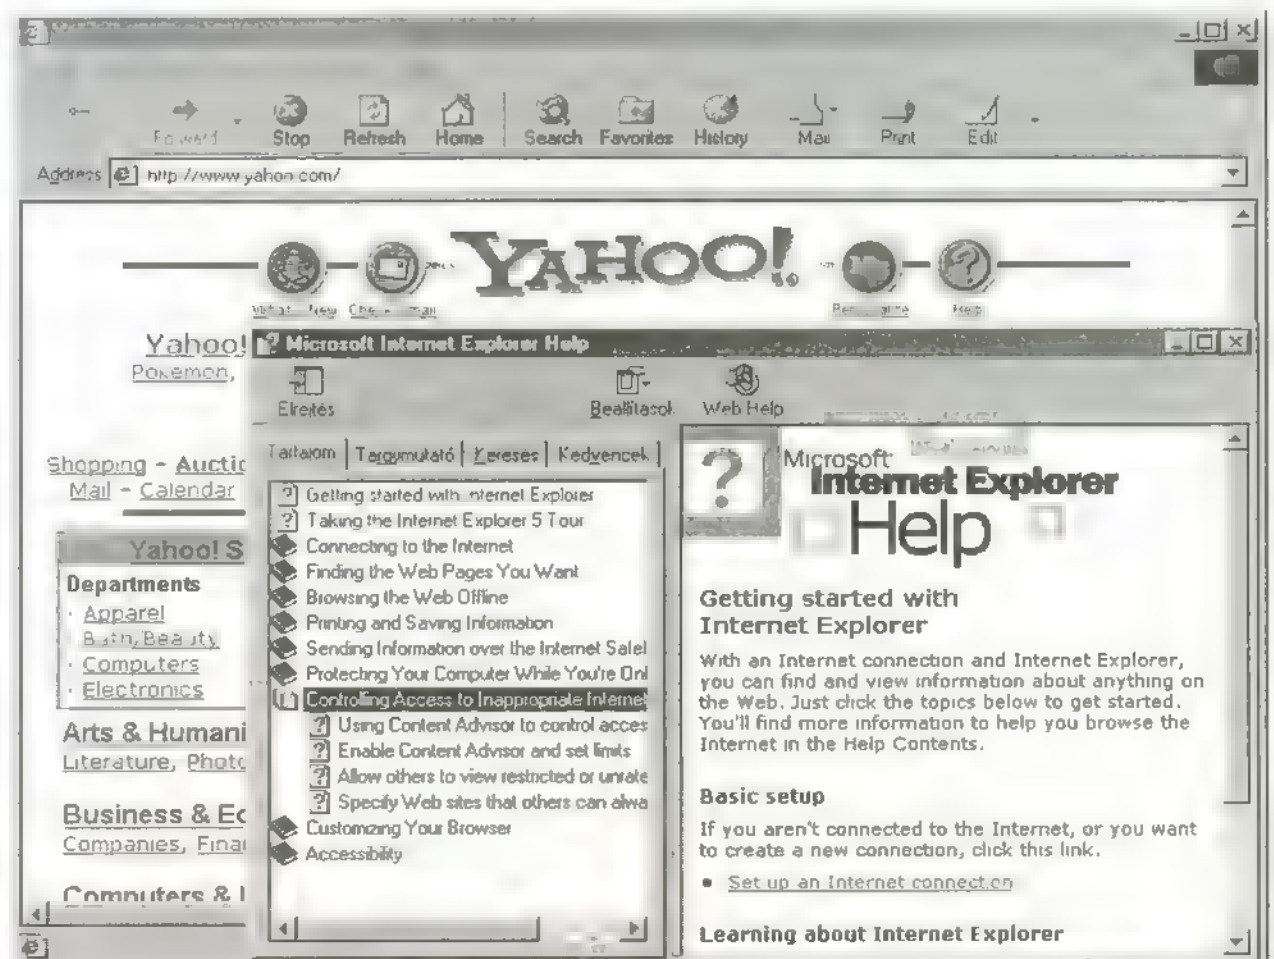 Forward
Stop
Refresh
Home
Search
Favorites
History
Mail
Print
Edit
Address
http://www.yahoo.com/
YAHOO!
What's New
Check Email
Personalize
Help
Yahoo!
Pokemon,
Shopping - Auctio
Mail - Calendar
Yahoo! S
Departments
· Apparel
· Bath/Beauty
· Computers
· Electronics
Arts & Humani
Literature, Photo
Business & Ec
Companies, Finan
Computers & I
Microsoft Internet Explorer Help
Elrejtés
Beállítások
Web Help
Tartalom
Tárgymutató
Keresés
Kedvencek
Getting started with Internet Explorer
Taking the Internet Explorer 5 Tour
Connecting to the Internet
Finding the Web Pages You Want
Browsing the Web Offline
Printing and Saving Information
Sending Information over the Internet Safel
Protecting Your Computer While You're Onl
Controlling Access to Inappropriate Internet
Using Content Advisor to control acces
Enable Content Advisor and set limits
Allow others to view restricted or unrate
Specify Web sites that others can alwa
Customizing Your Browser
Accessibility
Microsoft
Internet Explorer
Help
Getting started with
Internet Explorer
With an Internet connection and Internet Explorer,
you can find and view information about anything on
the Web. Just click the topics below to get started.
You'll find more information to help you browse the
Internet in the Help Contents.
Basic setup
If you aren't connected to the Internet, or you want
to create a new connection, click this link.
• Set up an Internet connection
Learning about Internet Explorer